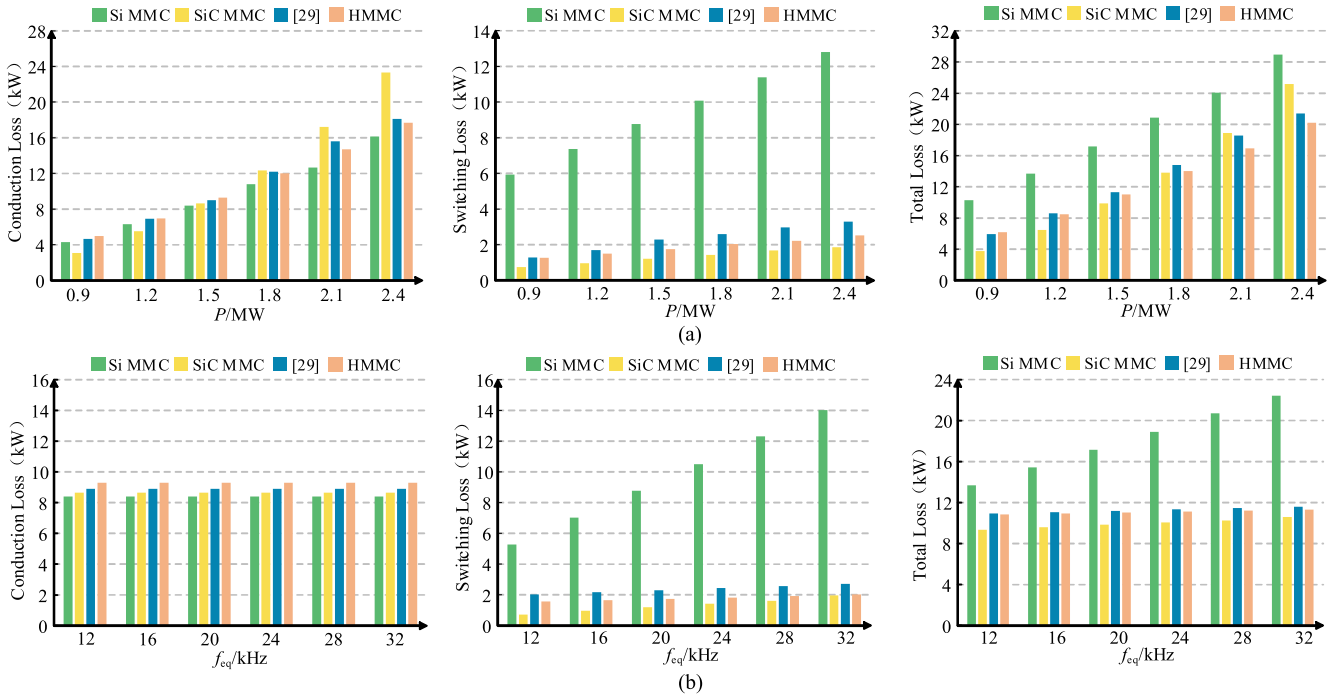 Si MMC SiC MMC [29] HMMC
Conduction Loss（kW）
28
24
20
16
12
8
4
0
0.9 1.2 1.5 1.8 2.1 2.4
P/MW
Si MMC SiC MMC [29] HMMC
Switching Loss（kW）
14
12
10
8
6
4
2
0
0.9 1.2 1.5 1.8 2.1 2.4
P/MW
Si MMC SiC MMC [29] HMMC
Total Loss（kW）
32
28
24
20
16
12
8
4
0
0.9 1.2 1.5 1.8 2.1 2.4
P/MW
(a)
Si MMC SiC MMC [29] HMMC
Conduction Loss（kW）
16
14
12
10
8
6
4
2
0
12 16 20 24 28 32
feq/kHz
Si MMC SiC MMC [29] HMMC
Switching Loss（kW）
16
14
12
10
8
6
4
2
0
12 16 20 24 28 32
feq/kHz
Si MMC SiC MMC [29] HMMC
Total Loss（kW）
24
20
16
12
8
4
0
12 16 20 24 28 32
feq/kHz
(b)